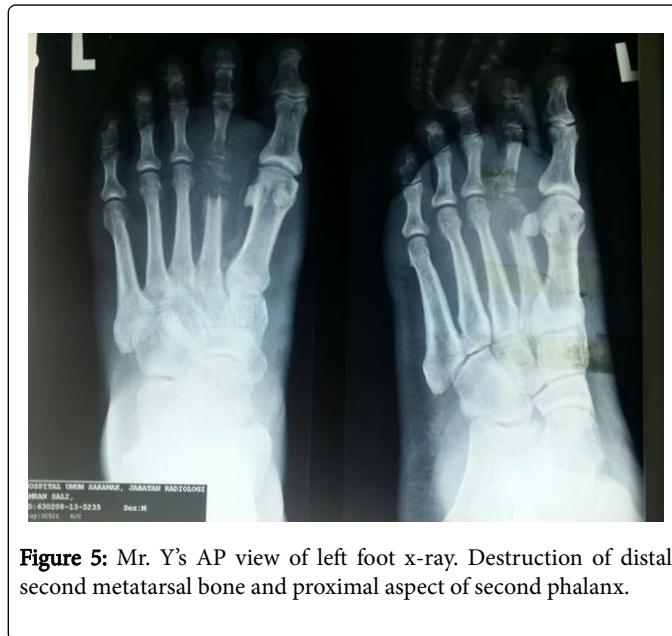 L
L
HOSPITAL UMUM SARAWAK, JABATAN RADIOLOGI
MRAN SALI,
D:630208-13-5235 Sex:M
Figure 5: Mr. Y's AP view of left foot x-ray. Destruction of distal
second metatarsal bone and proximal aspect of second phalanx.